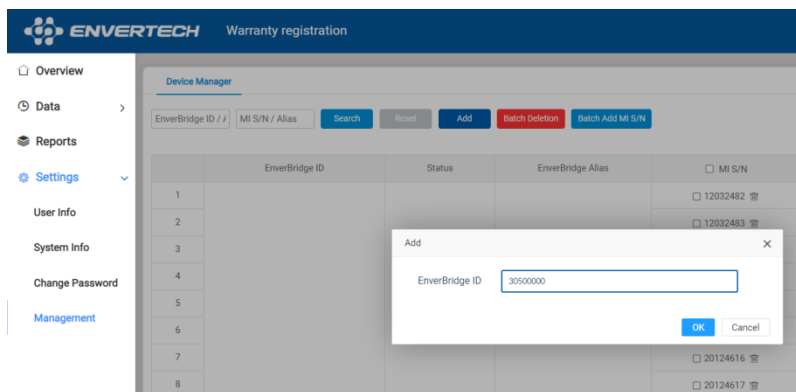 ENVERTECH Warranty registration
Overview
Data
Reports
Settings
User Info
System Info
Change Password
Management
Device Manager
EnverBridge ID / MI S/N / Alias Search Reset Add Batch Deletion Batch Add MI S/N
EnverBridge ID Status EnverBridge Alias MI S/N
1 12032482
2 12032483
3
4
5
6
7 20124616
8 20124617
Add
EnverBridge ID 30500000
OK Cancel